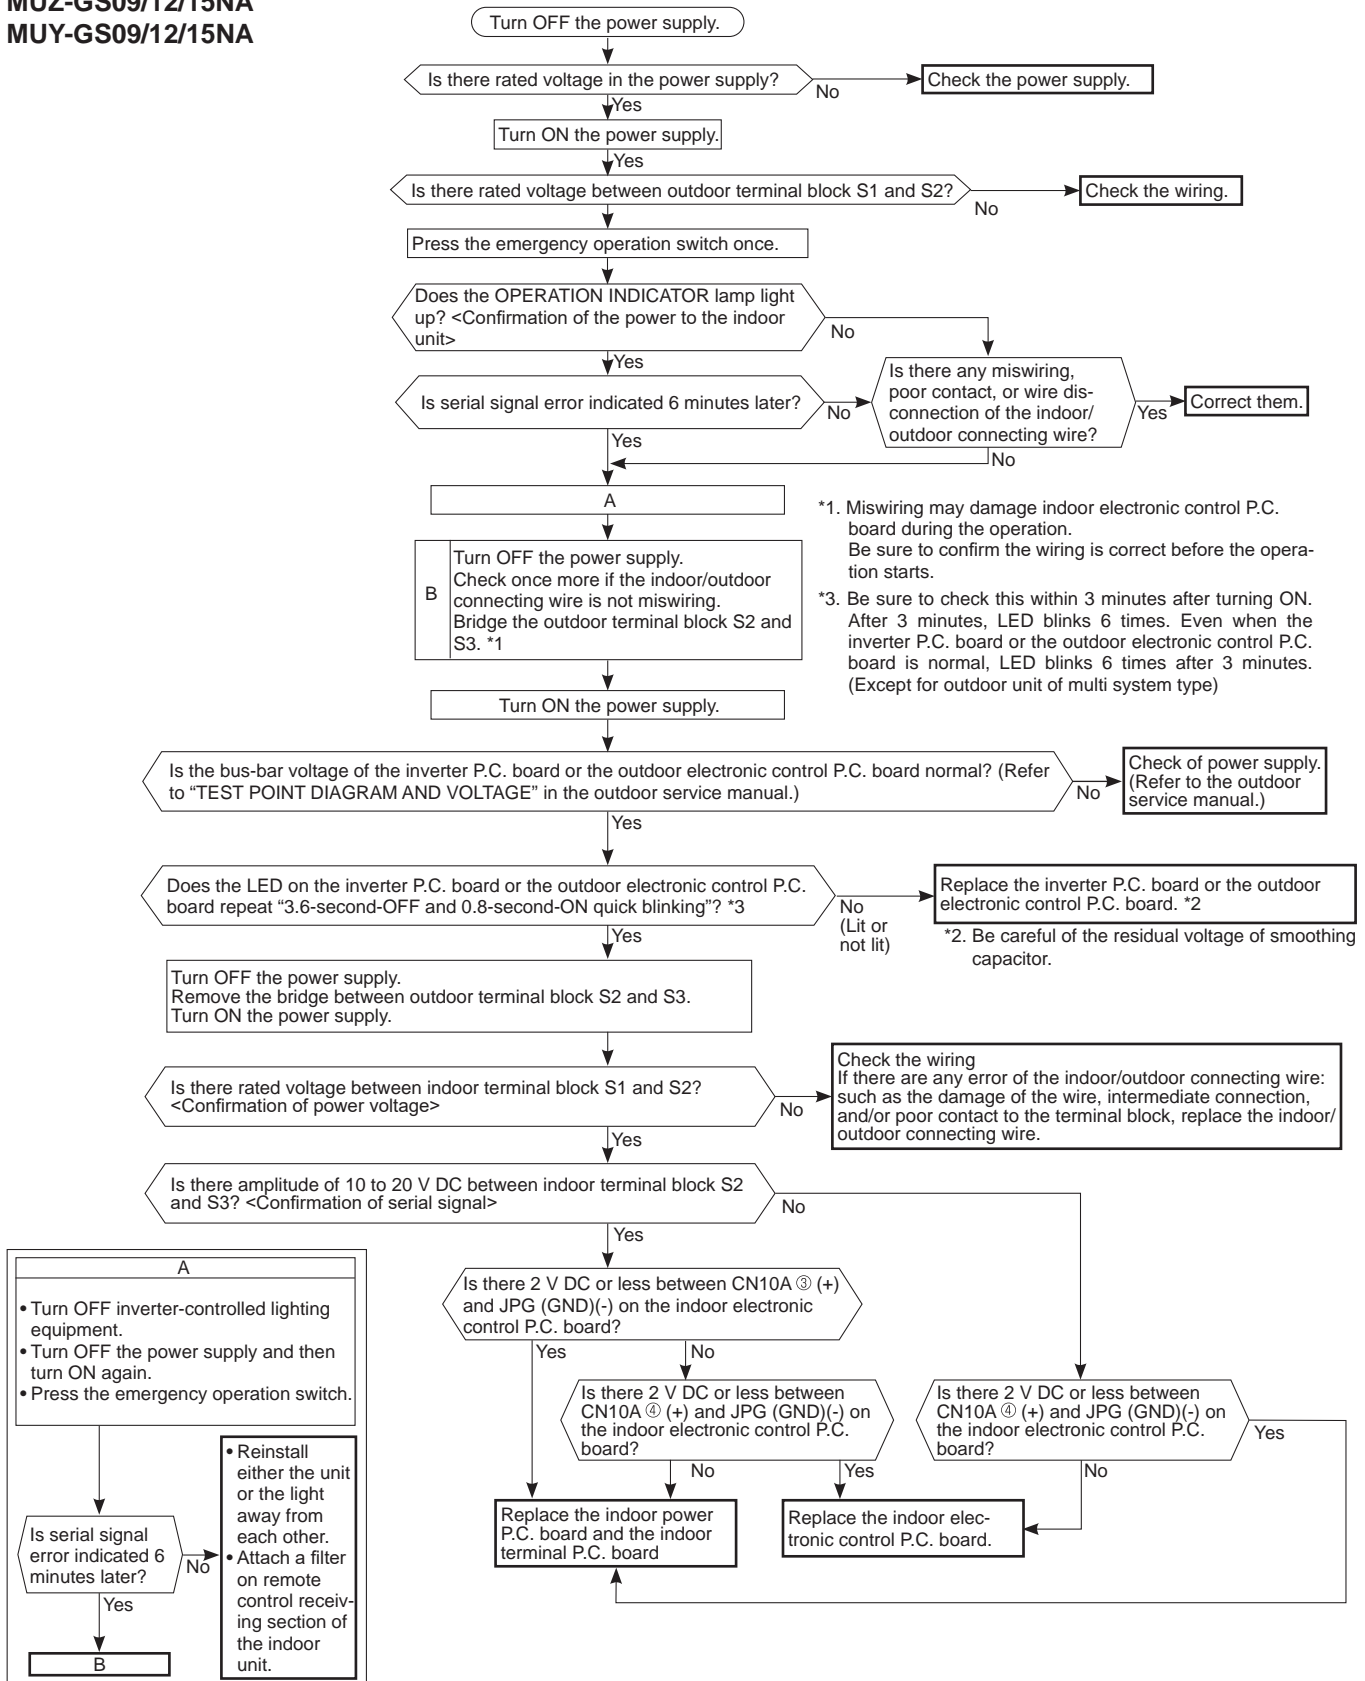 MUZ-GS09/12/15NA
MUY-GS09/12/15NA
Turn OFF the power supply.
Is there rated voltage in the power supply?
No
Check the power supply.
Yes
Turn ON the power supply.
Yes
Is there rated voltage between outdoor terminal block S1 and S2?
No
Check the wiring.
Press the emergency operation switch once.
Does the OPERATION INDICATOR lamp light
up? <Confirmation of the power to the indoor
unit>
No
Yes
Is serial signal error indicated 6 minutes later?
No
Is there any miswiring,
poor contact, or wire dis-
connection of the indoor/
outdoor connecting wire?
Yes
Correct them.
Yes
No
A
*1. Miswiring may damage indoor electronic control P.C.
board during the operation.
Be sure to confirm the wiring is correct before the opera-
tion starts.
*3. Be sure to check this within 3 minutes after turning ON.
After 3 minutes, LED blinks 6 times. Even when the
inverter P.C. board or the outdoor electronic control P.C.
board is normal, LED blinks 6 times after 3 minutes.
(Except for outdoor unit of multi system type)
B
Turn OFF the power supply.
Check once more if the indoor/outdoor
connecting wire is not miswiring.
Bridge the outdoor terminal block S2 and
S3. *1
Turn ON the power supply.
Is the bus-bar voltage of the inverter P.C. board or the outdoor electronic control P.C. board normal? (Refer
to “TEST POINT DIAGRAM AND VOLTAGE” in the outdoor service manual.)
No
Check of power supply.
(Refer to the outdoor
service manual.)
Yes
Does the LED on the inverter P.C. board or the outdoor electronic control P.C.
board repeat “3.6-second-OFF and 0.8-second-ON quick blinking”? *3
No
(Lit or
not lit)
Replace the inverter P.C. board or the outdoor
electronic control P.C. board. *2
*2. Be careful of the residual voltage of smoothing
capacitor.
Yes
Turn OFF the power supply.
Remove the bridge between outdoor terminal block S2 and S3.
Turn ON the power supply.
Is there rated voltage between indoor terminal block S1 and S2?
<Confirmation of power voltage>
No
Check the wiring
If there are any error of the indoor/outdoor connecting wire:
such as the damage of the wire, intermediate connection,
and/or poor contact to the terminal block, replace the indoor/
outdoor connecting wire.
Yes
Is there amplitude of 10 to 20 V DC between indoor terminal block S2
and S3? <Confirmation of serial signal>
No
Yes
Is there 2 V DC or less between CN10A ③ (+)
and JPG (GND)(-) on the indoor electronic
control P.C. board?
Yes
No
Is there 2 V DC or less between
CN10A ④ (+) and JPG (GND)(-) on
the indoor electronic control P.C.
board?
No
Yes
Is there 2 V DC or less between
CN10A ④ (+) and JPG (GND)(-) on
the indoor electronic control P.C.
board?
Yes
No
Replace the indoor power
P.C. board and the indoor
terminal P.C. board
Replace the indoor elec-
tronic control P.C. board.
A
• Turn OFF inverter-controlled lighting
equipment.
• Turn OFF the power supply and then
turn ON again.
• Press the emergency operation switch.
Is serial signal
error indicated 6
minutes later?
No
• Reinstall
either the unit
or the light
away from
each other.
• Attach a filter
on remote
control receiv-
ing section of
the indoor
unit.
Yes
B